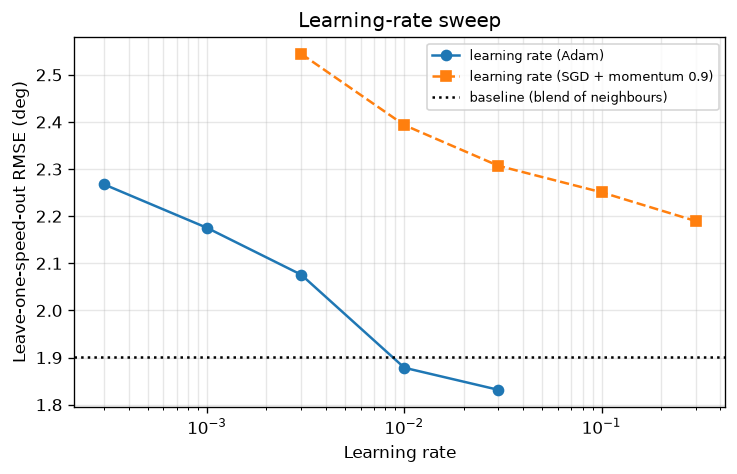 Learning-rate sweep
learning rate (Adam)
learning rate (SGD + momentum 0.9)
baseline (blend of neighbours)
Leave-one-speed-out RMSE (deg)
2.5
2.4
2.3
2.2
2.1
2.0
1.9
1.8
10⁻³
10⁻²
10⁻¹
Learning rate